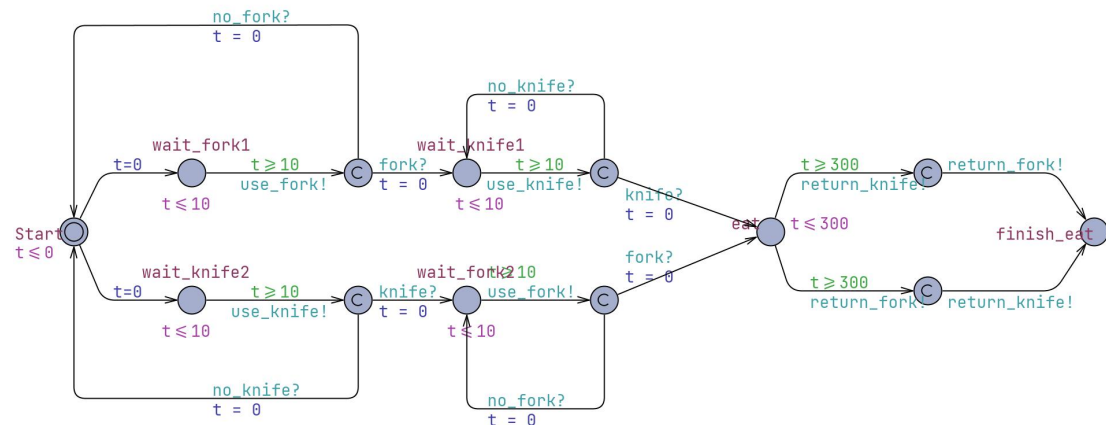 no_fork?
t = 0
no_knife?
t = 0
wait_fork1
wait_knife1
t=0
t⩾10
fork?
t⩾10
t⩾300
return_fork!
use_fork!
t = 0
use_knife!
return_knife!
knife?
t⩽10
t⩽10
t = 0
C
C
C
Start
t⩽0
eat
t⩽300
finish_eat
fork?
t = 0
wait_knife2
wait_fork2
t⩾10
t=0
t⩾10
knife?
use_fork!
t⩾300
use_knife!
t = 0
return_fork!
return_knife!
t⩽10
t⩽10
C
C
C
no_knife?
t = 0
no_fork?
t = 0